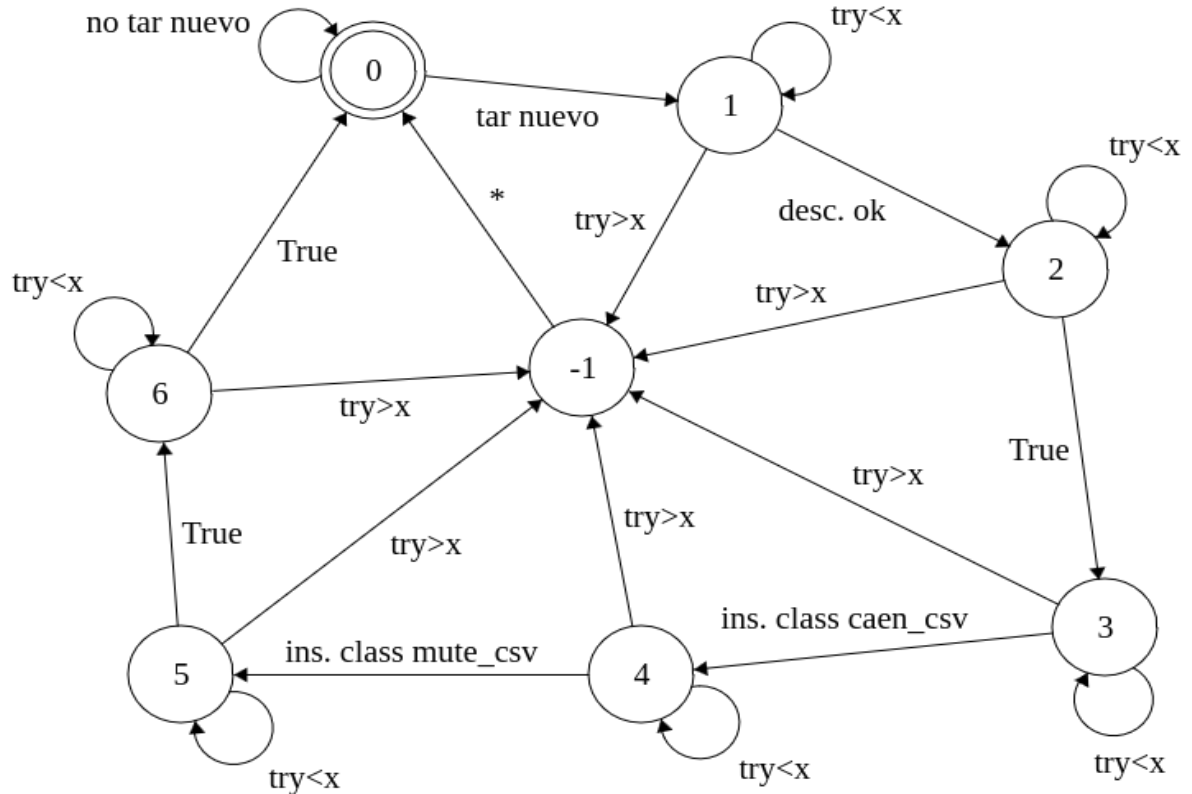 no tar nuevo
0
tar nuevo
try<x
1
try<x
desc. ok
2
try>x
*
try>x
True
try<x
6
try>x
-1
True
try>x
3
try<x
ins. class caen_csv
try>x
4
try<x
ins. class mute_csv
try>x
5
try<x
True